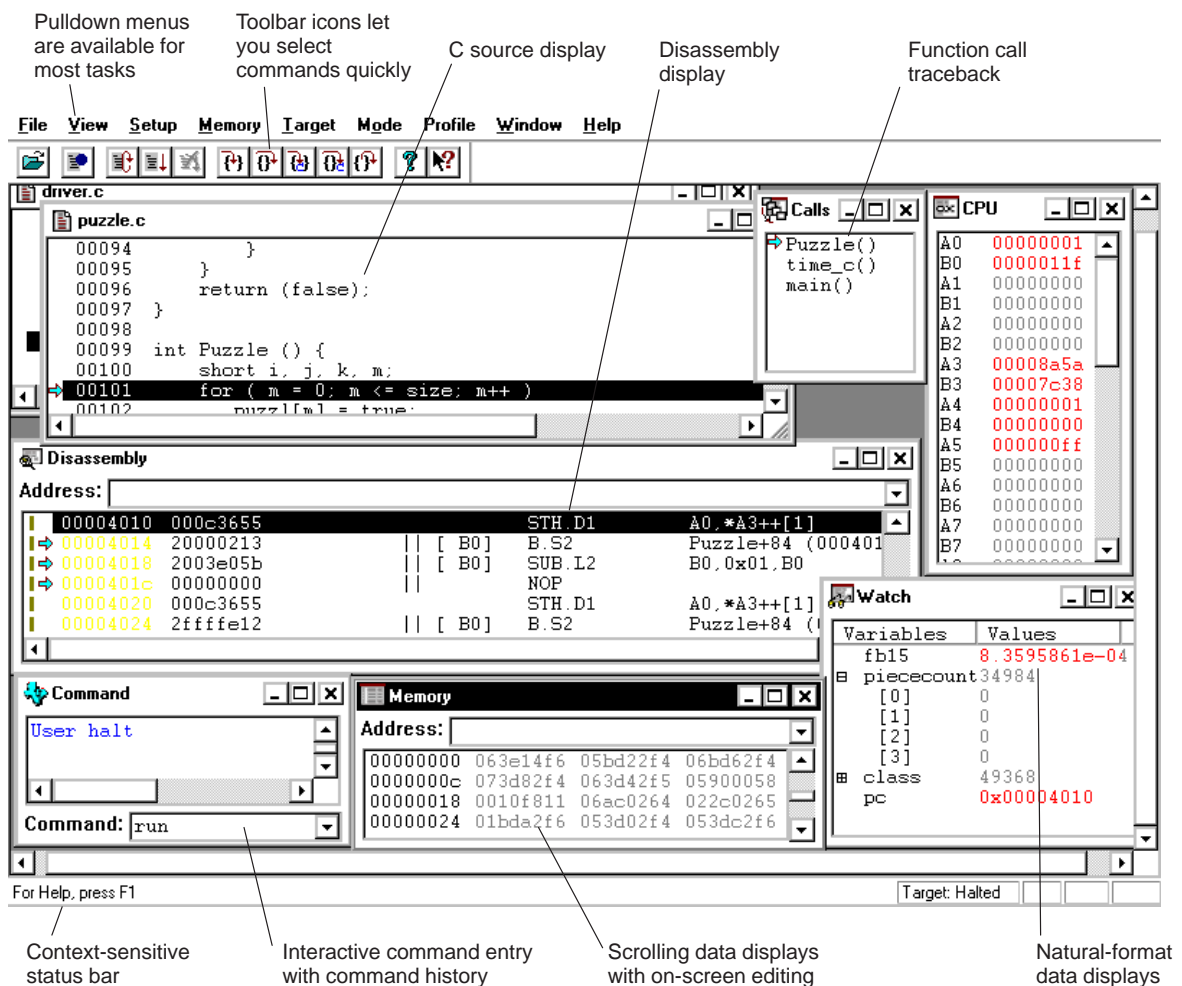 Pulldown menus
are available for
most tasks
Toolbar icons let
you select
commands quickly
C source display
Disassembly
display
Function call
traceback
File View Setup Memory Target Mode Profile Window Help
driver.c
puzzle.c
00094 }
00095 }
00096 return (false);
00097 }
00098
00099 int Puzzle () {
00100 short i, j, k, m;
00101 for ( m = 0; m <= size; m++ )
00102 puzzl[m] = true;
Calls
Puzzle()
time_c()
main()
CPU
A0 00000001
B0 0000011f
A1 00000000
B1 00000000
A2 00000000
B2 00000000
A3 00008a5a
B3 00007c38
A4 00000001
B4 00000000
A5 000000ff
B5 00000000
A6 00000000
B6 00000000
A7 00000000
B7 00000000
Disassembly
Address:
00004010 000c3655 STH.D1 A0,*A3++[1]
00004014 20000213 || [ B0] B.S2 Puzzle+84 (000401
00004018 2003e05b || [ B0] SUB.L2 B0,0x01,B0
0000401c 00000000 || NOP
00004020 000c3655 STH.D1 A0,*A3++[1]
00004024 2ffffe12 || [ B0] B.S2 Puzzle+84 (
Watch
Variables Values
fb15 8.3595861e-04
piececount 34984
[0] 0
[1] 0
[2] 0
[3] 0
class 49368
pc 0x00004010
Command
User halt
Command: run
Memory
Address:
00000000 063e14f6 05bd22f4 06bd62f4
0000000c 073d82f4 063d42f5 05900058
00000018 0010f811 06ac0264 022c0265
00000024 01bda2f6 053d02f4 053dc2f6
For Help, press F1
Target: Halted
Context-sensitive
status bar
Interactive command entry
with command history
Scrolling data displays
with on-screen editing
Natural-format
data displays